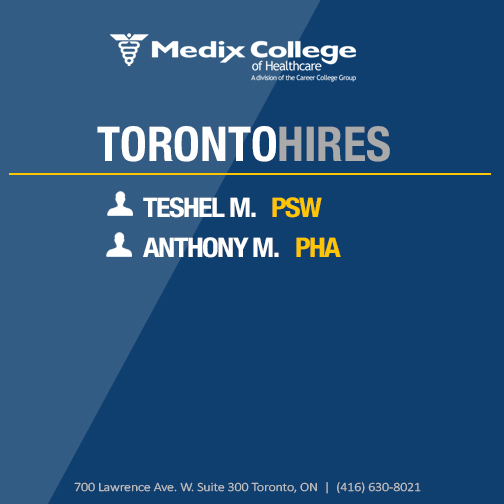 Medix College
of Healthcare
A division of the Career College Group
TORONTOHIRES
TESHEL M. PSW
ANTHONY M. PHA
700 Lawrence Ave. W. Suite 300 Toronto, ON | (416) 630-8021